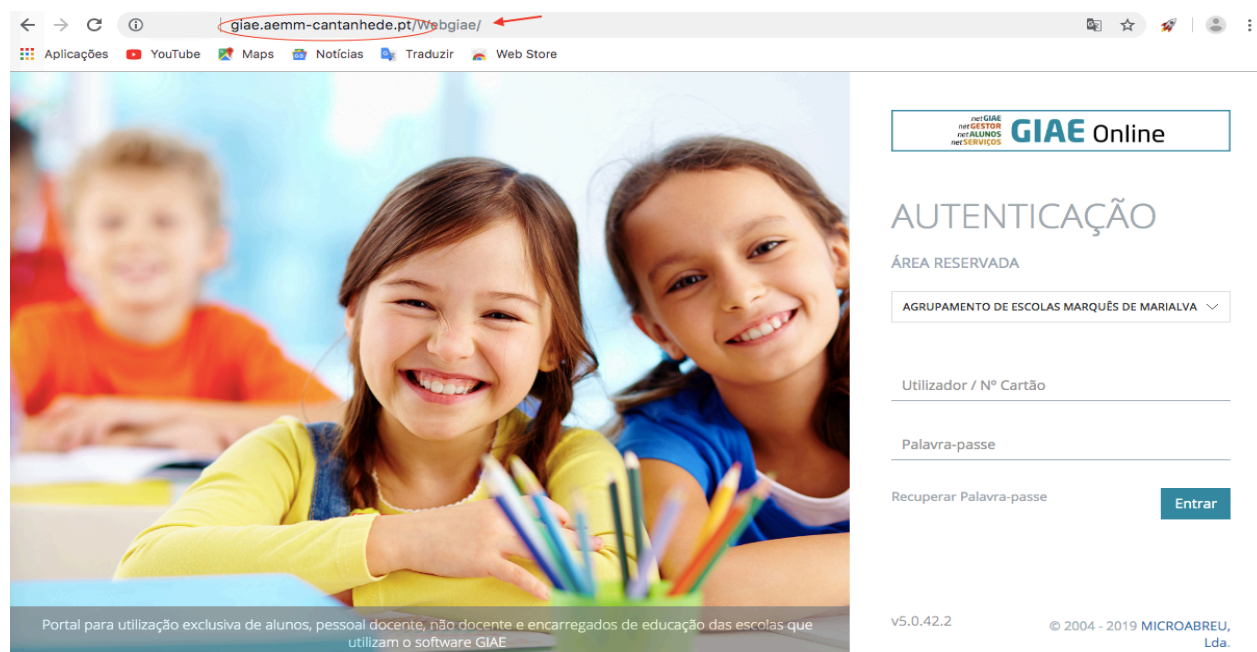 giae.aemm-cantanhede.pt/Webgiae/
Aplicações YouTube Maps Notícias Traduzir Web Store
netGIAE
netGESTOR
netALUNOS
netSERVIÇOS
GIAE Online
AUTENTICAÇÃO
ÁREA RESERVADA
AGRUPAMENTO DE ESCOLAS MARQUÊS DE MARIALVA
Utilizador / Nº Cartão
Palavra-passe
Recuperar Palavra-passe
Entrar
Portal para utilização exclusiva de alunos, pessoal docente, não docente e encarregados de educação das escolas que
utilizam o software GIAE
v5.0.42.2
© 2004 - 2019 MICROABREU,
Lda.